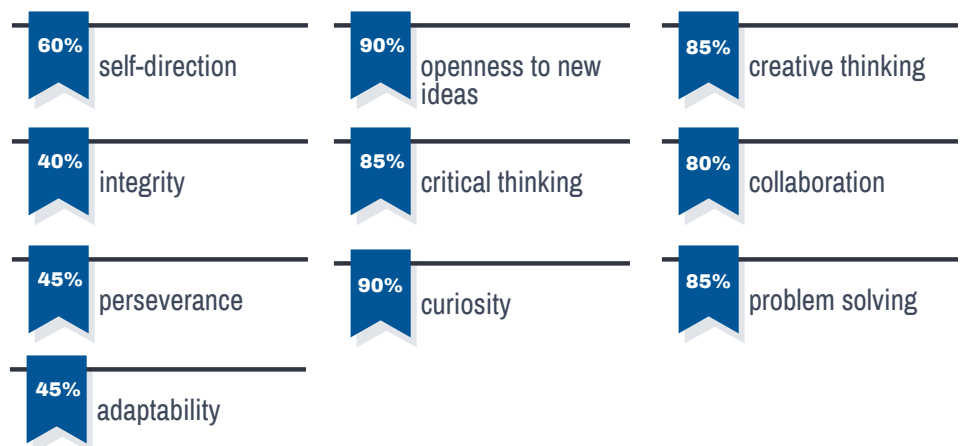 60%
self-direction
90%
openness to new
ideas
85%
creative thinking
40%
integrity
85%
critical thinking
80%
collaboration
45%
perseverance
90%
curiosity
85%
problem solving
45%
adaptability